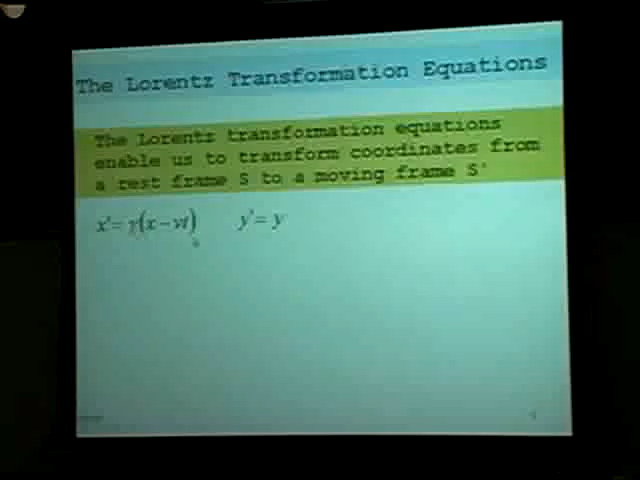 The Lorentz Transformation Equations
The Lorentz transformation equations
enable us to transform coordinates from
a rest frame S to a moving frame S'
x'= γ(x−vt) y'= y